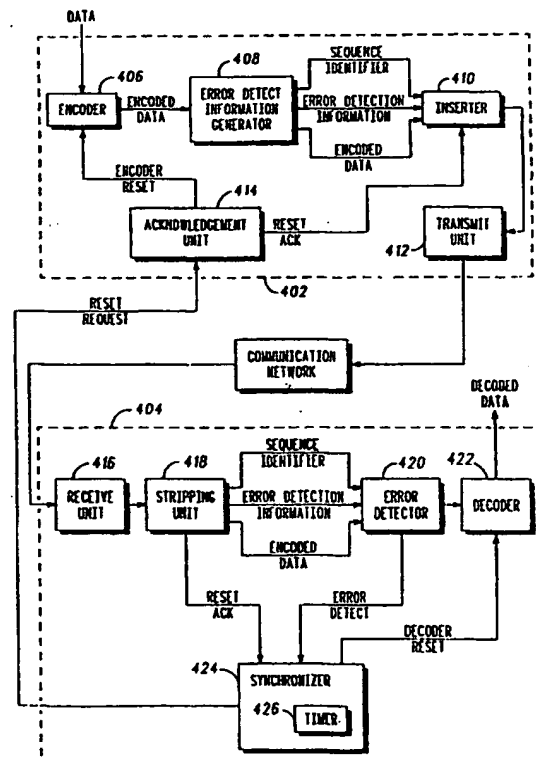 DATA
406
408
SEQUENCE
IDENTIFIER
410
ENCODER
ENCODED
DATA
ERROR DETECT
INFORMATION
GENERATOR
ERROR DETECTION
INFORMATION
INSERTER
ENCODED
DATA
ENCODER
RESET
414
ACKNOWLEDGEMENT
UNIT
RESET
ACK
412
TRANSMIT
UNIT
402
RESET
REQUEST
COMMUNICATION
NETWORK
DECODED
DATA
404
416
418
SEQUENCE
IDENTIFIER
420
422
RECEIVE
UNIT
STRIPPING
UNIT
ERROR DETECTION
INFORMATION
ERROR
DETECTOR
DECODER
ENCODED
DATA
RESET
ACK
ERROR
DETECT
DECODER
RESET
424
SYNCHRONIZER
426
TIMER